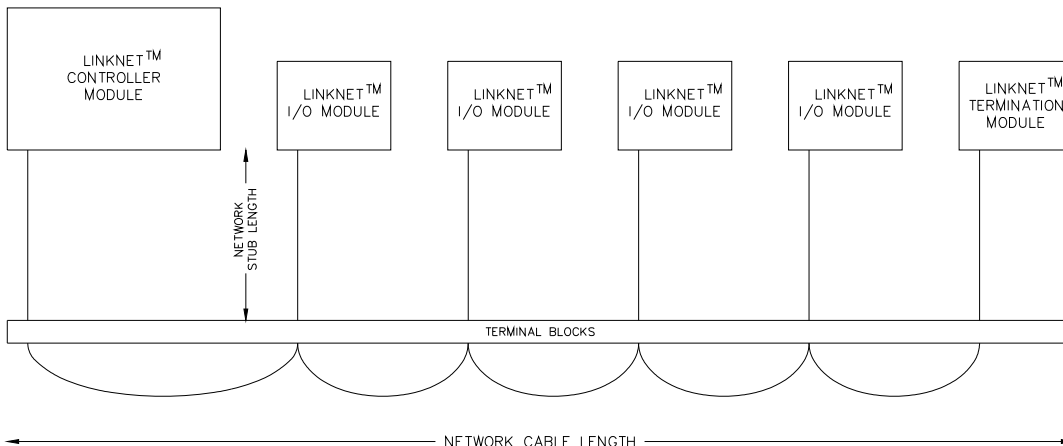 LINKNET™
CONTROLLER
MODULE
LINKNET™
I/O MODULE
LINKNET™
I/O MODULE
LINKNET™
I/O MODULE
LINKNET™
I/O MODULE
LINKNET™
TERMINATION
MODULE
NETWORK
STUB LENGTH
TERMINAL BLOCKS
NETWORK CABLE LENGTH